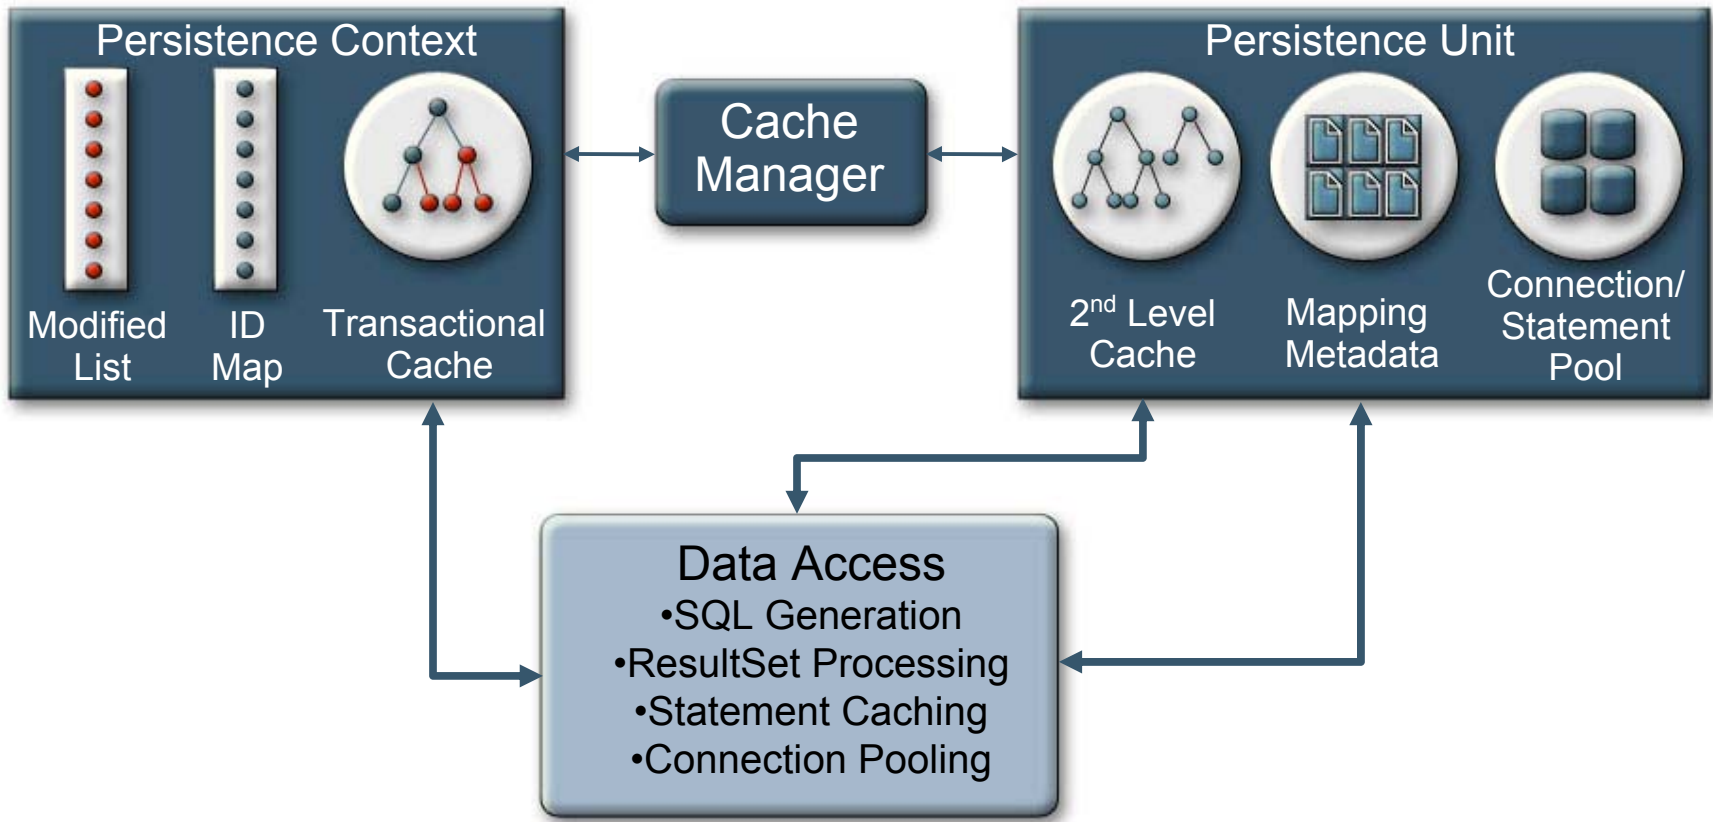 Persistence Context
Modified
List
ID
Map
Transactional
Cache
Cache
Manager
Persistence Unit
2nd Level
Cache
Mapping
Metadata
Connection/
Statement
Pool
Data Access
•SQL Generation
•ResultSet Processing
•Statement Caching
•Connection Pooling